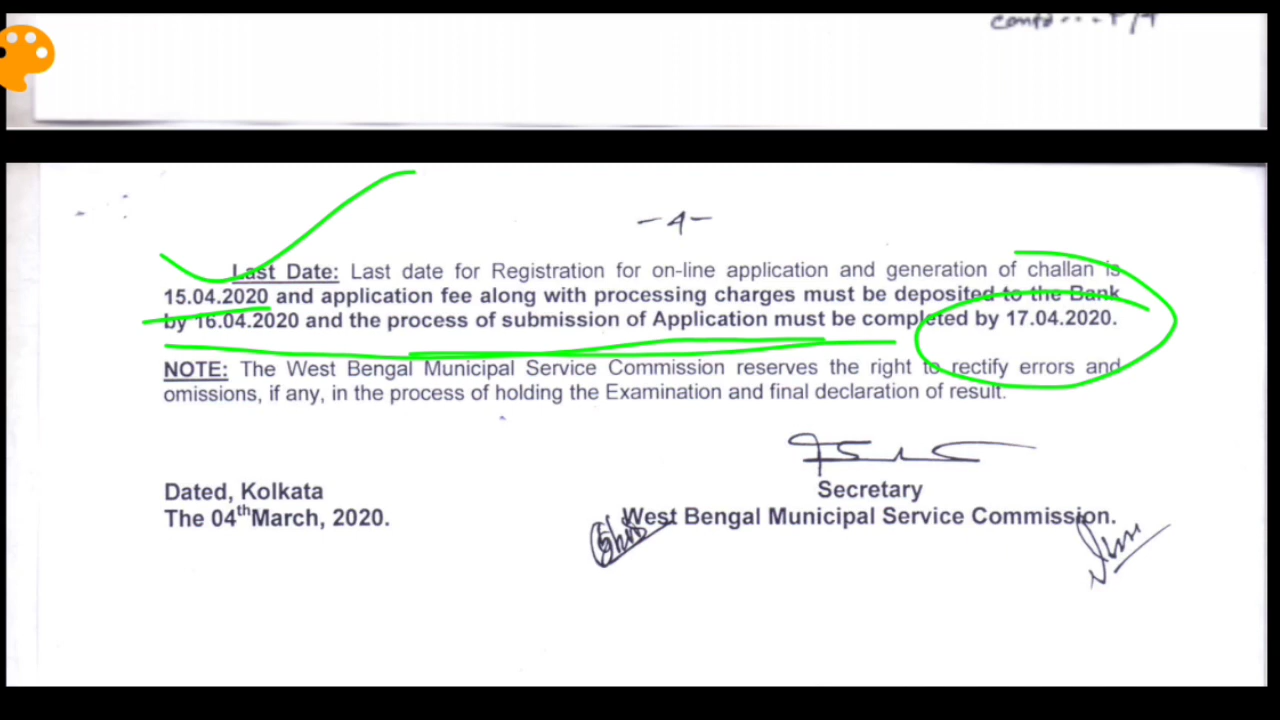 contd....P/4
-4-
Last Date: Last date for Registration for on-line application and generation of challan is
15.04.2020 and application fee along with processing charges must be deposited to the Bank
by 16.04.2020 and the process of submission of Application must be completed by 17.04.2020.
NOTE: The West Bengal Municipal Service Commission reserves the right to rectify errors and
omissions, if any, in the process of holding the Examination and final declaration of result.
Secretary
Dated, Kolkata
The 04th March, 2020.
West Bengal Municipal Service Commission.